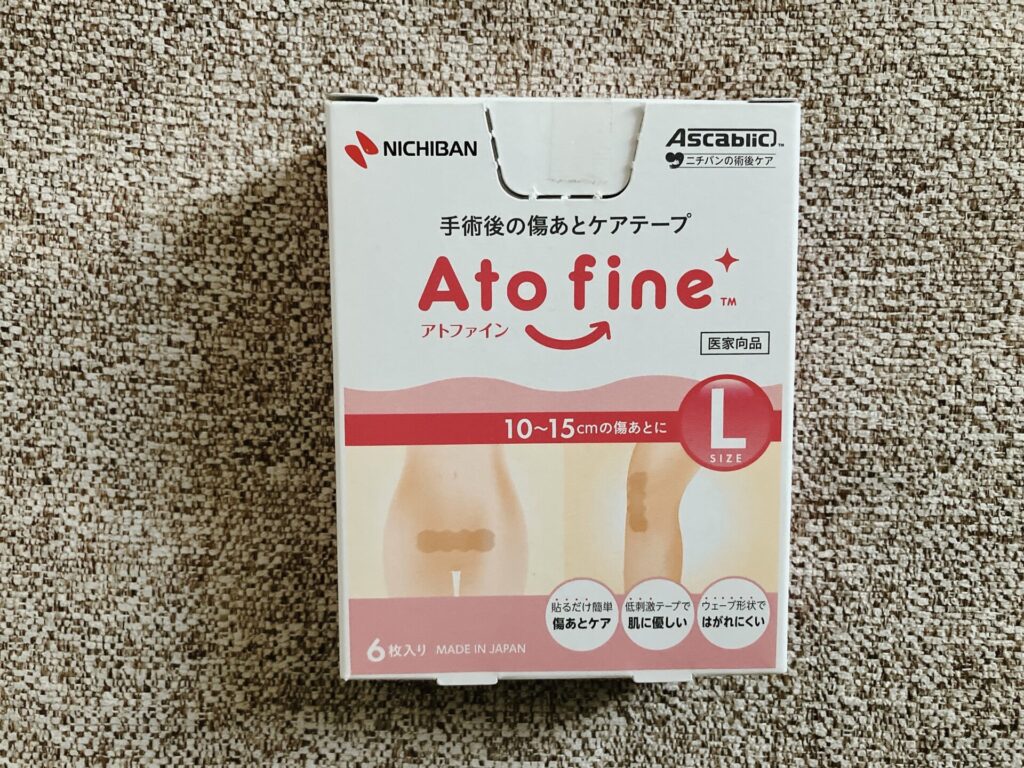 NICHIBAN
Ascablic™
ニチバンの術後ケア
手術後の傷あとケアテープ
Ato fine™
アトファイン
医家向品
10～15cmの傷あとに
L
SIZE
貼るだけ簡単
傷あとケア
低刺激テープで
肌に優しい
ウェーブ形状で
はがれにくい
6枚入り MADE IN JAPAN